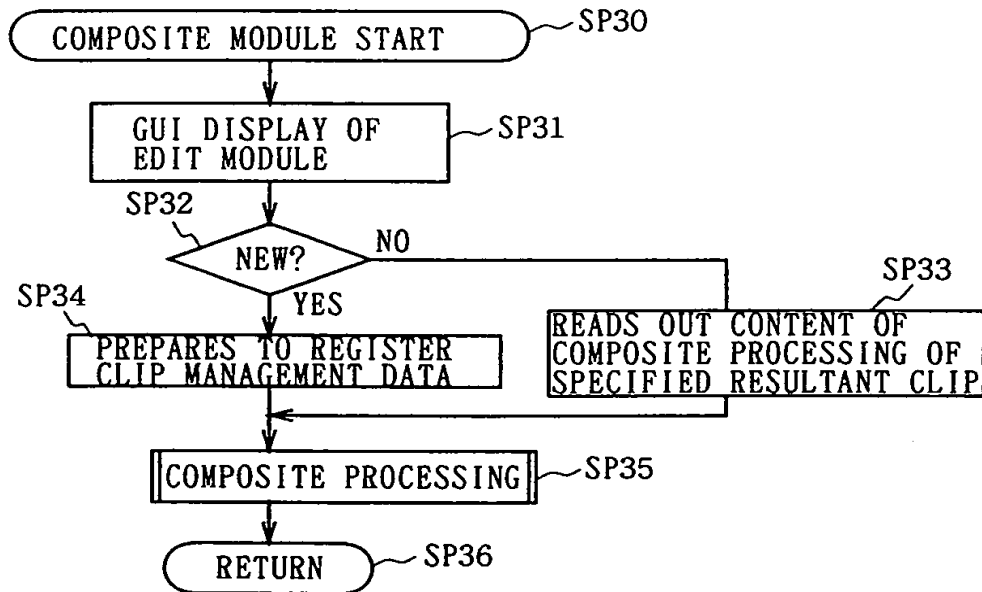 COMPOSITE MODULE START
SP30
GUI DISPLAY OF
EDIT MODULE
SP31
SP32
NEW?
NO
YES
SP33
READS OUT CONTENT OF
COMPOSITE PROCESSING OF
SPECIFIED RESULTANT CLIPS
SP34
PREPARES TO REGISTER
CLIP MANAGEMENT DATA
COMPOSITE PROCESSING
SP35
RETURN
SP36